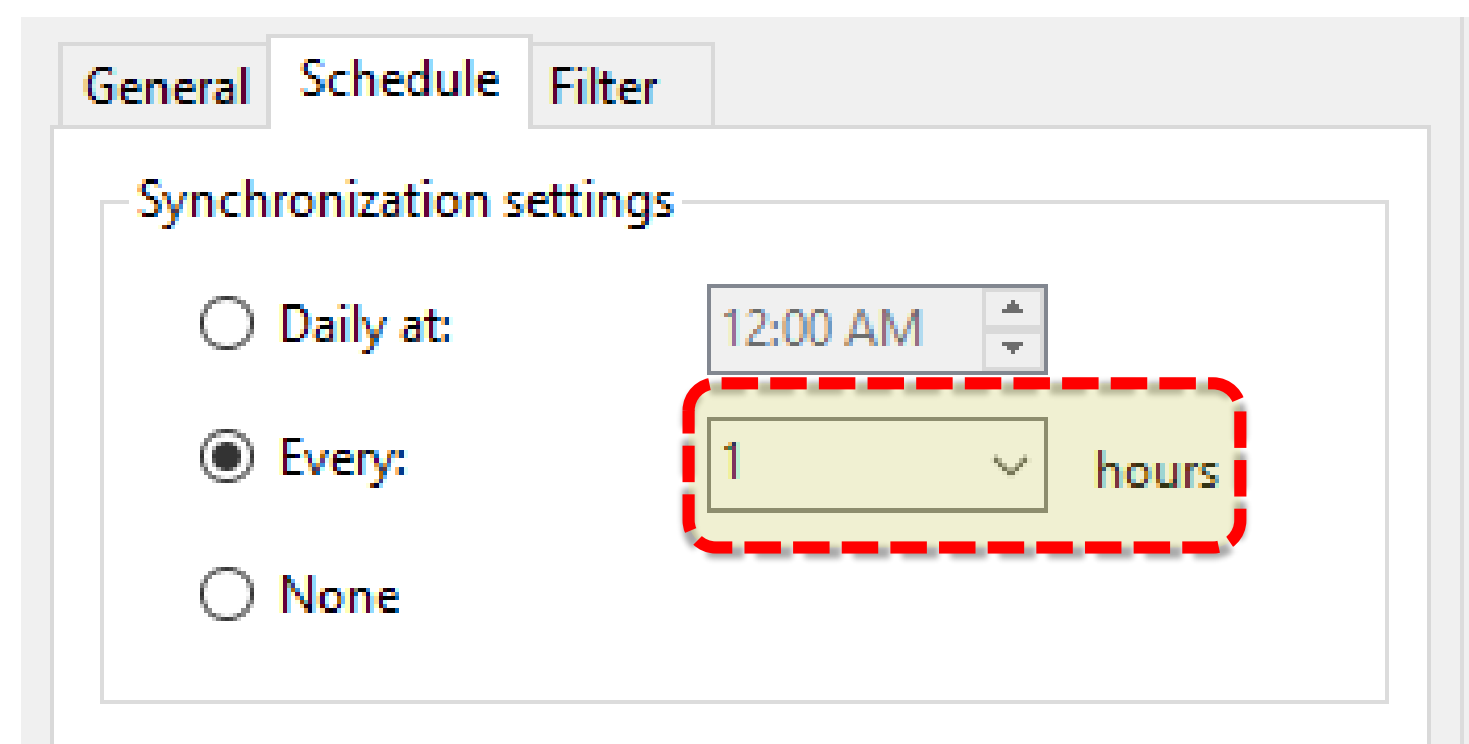 General Schedule Filter
Synchronization settings
Daily at: 12:00 AM
Every: 1 hours
None